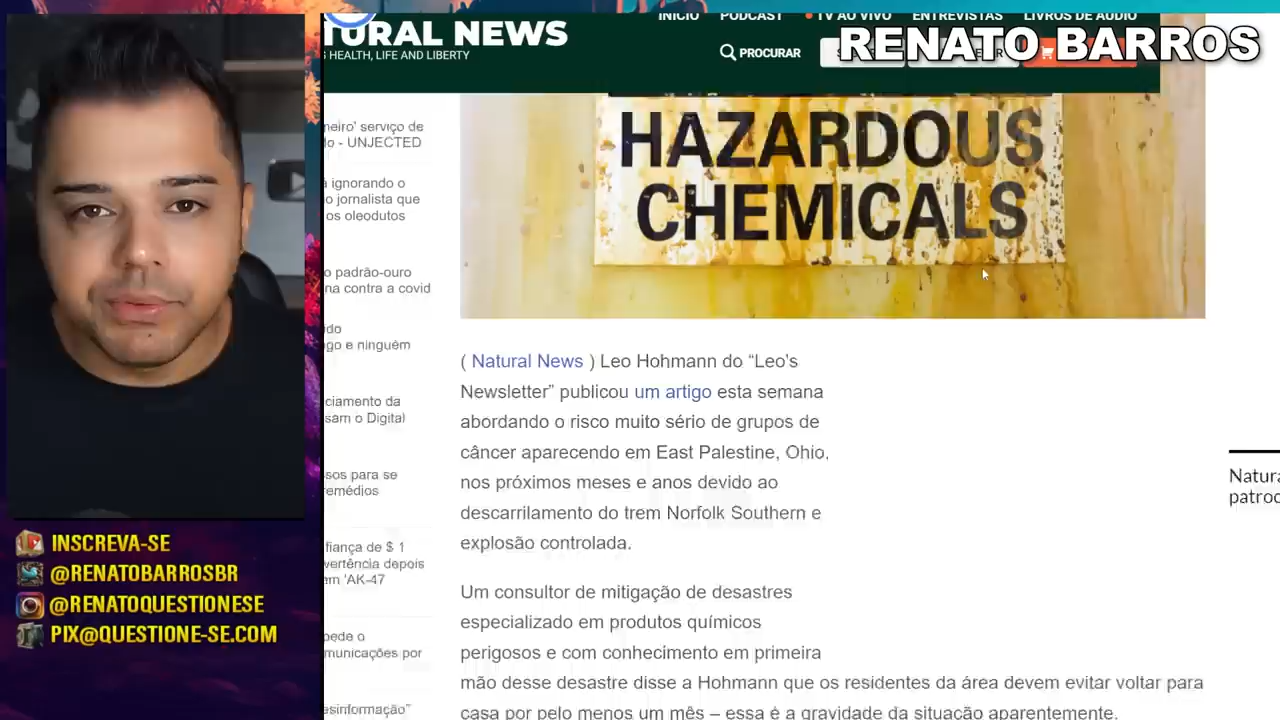 INÍCIO PODCAST TV AO VIVO ENTREVISTAS LIVROS DE ÁUDIO
TURAL NEWS
HEALTH, LIFE AND LIBERTY
PROCURAR
RENATO BARROS
neiro' serviço de
- UNJECTED
ignorando o
o jornalista que
os oleodutos
o padrão-ouro
na contra a covid
e ninguém
ciamento da
sam o Digital
sos para se
remédios
fiança de $ 1
vertência depois
em 'AK-47
pede o
municações por
esinformação"
HAZARDOUS
CHEMICALS
( Natural News ) Leo Hohmann do “Leo's
Newsletter” publicou um artigo esta semana
abordando o risco muito sério de grupos de
câncer aparecendo em East Palestine, Ohio,
nos próximos meses e anos devido ao
descarrilamento do trem Norfolk Southern e
explosão controlada.
Um consultor de mitigação de desastres
especializado em produtos químicos
perigosos e com conhecimento em primeira
mão desse desastre disse a Hohmann que os residentes da área devem evitar voltar para
casa por pelo menos um mês – essa é a gravidade da situação aparentemente.
Natura
patroc
INSCREVA-SE
@RENATOBARROSBR
@RENATOQUESTIONESE
PIX@QUESTIONE-SE.COM